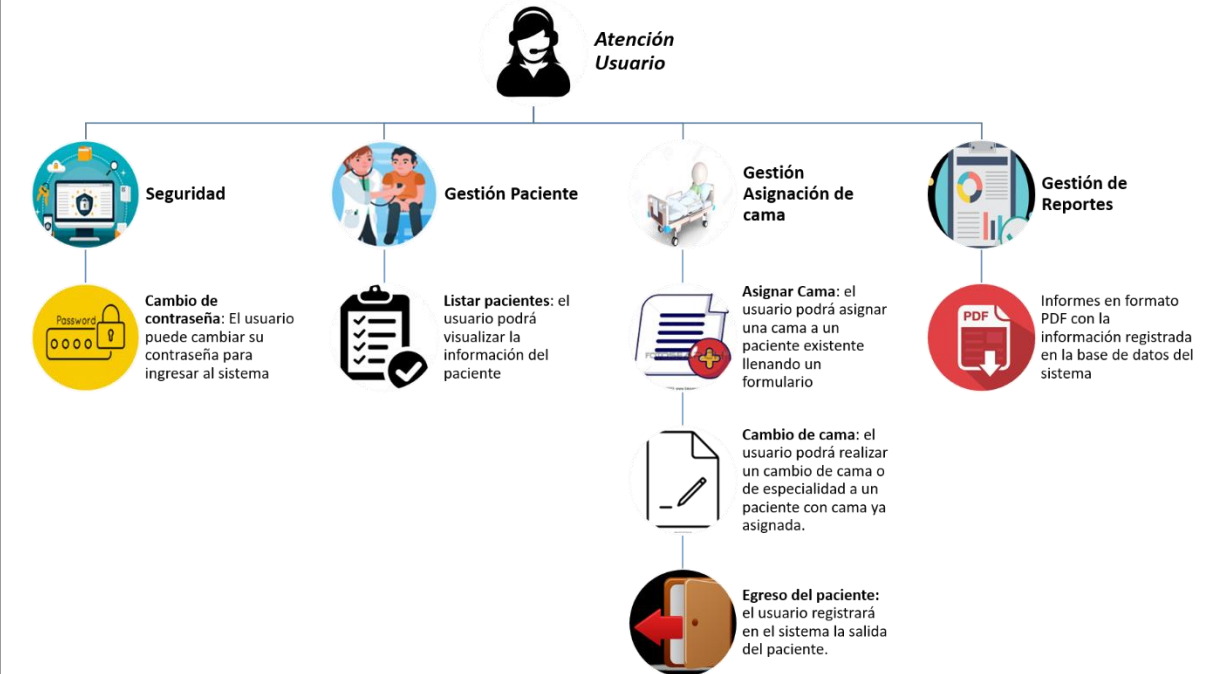 Atención
Usuario
Seguridad
Gestión Paciente
Gestión
Asignación de
cama
Gestión de
Reportes
Password
Cambio de
contraseña: El usuario
puede cambiar su
contraseña para
ingresar al sistema
Listar pacientes: el
usuario podrá
visualizar la
información del
paciente
Asignar Cama: el
usuario podrá asignar
una cama a un
paciente existente
llenando un
formulario
PDF
Informes en formato
PDF con la
información registrada
en la base de datos del
sistema
Cambio de cama: el
usuario podrá realizar
un cambio de cama o
de especialidad a un
paciente con cama ya
asignada.
Egreso del paciente:
el usuario registrará
en el sistema la salida
del paciente.